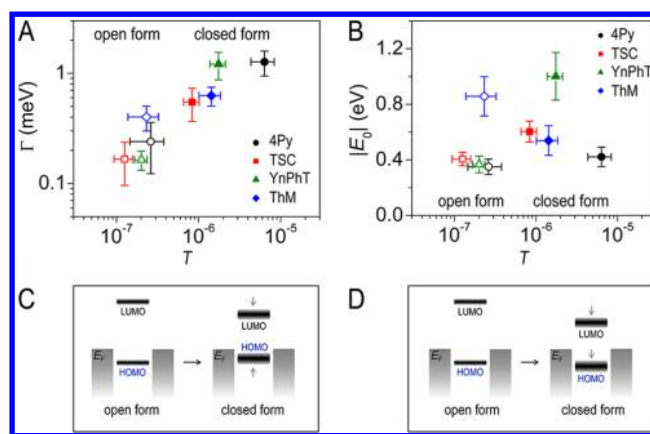 A
open form
closed form
Γ (meV)
1
0.1
10⁻⁷
10⁻⁶
10⁻⁵
T
4Py
TSC
YnPhT
ThM
B
|E₀| (eV)
1.2
0.8
0.4
0.0
open form
closed form
10⁻⁷
10⁻⁶
10⁻⁵
T
4Py
TSC
YnPhT
ThM
C
LUMO
LUMO
HOMO
E_F
E_F
HOMO
open form
closed form
D
LUMO
LUMO
E_F
E_F
HOMO
HOMO
open form
closed form